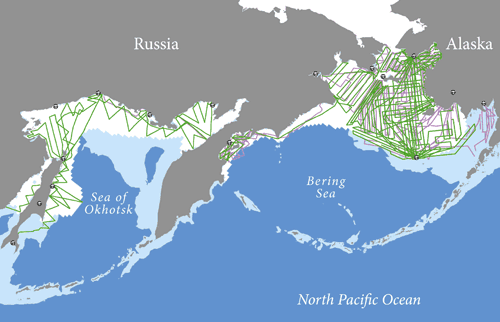 Russia
Alaska
Sea of
Okhotsk
Bering
Sea
North Pacific Ocean